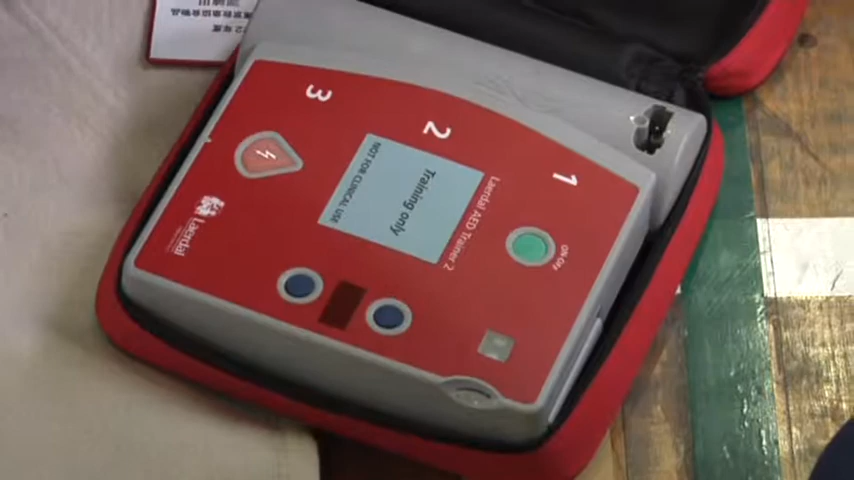 1
2
3
ON/OFF
Laerdal AED Trainer 2
Training only.
NOT FOR CLINICAL USE
Laerdal